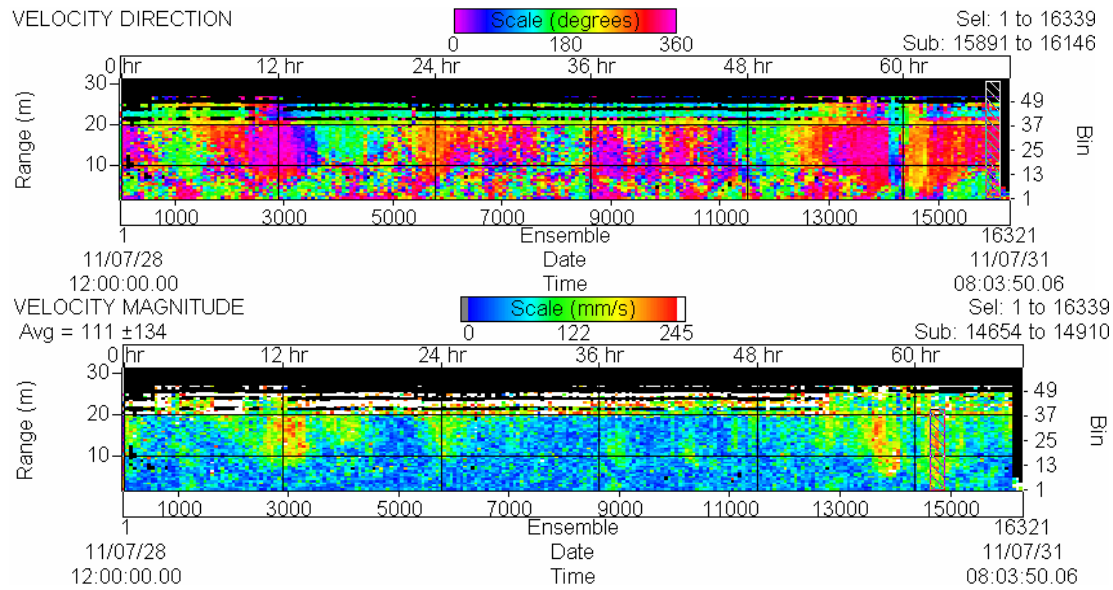 VELOCITY DIRECTION Scale (degrees) Sel: 1 to 16339
0 180 360 Sub: 15891 to 16146
0 hr 12 hr 24 hr 36 hr 48 hr 60 hr
30
49
20 37
25
10
13
1
Range (m)
Bin
1000 3000 5000 7000 9000 11000 13000 15000
1 Ensemble 16321
11/07/28 Date 11/07/31
12:00:00.00 Time 08:03:50.06
VELOCITY MAGNITUDE Scale (mm/s) Sel: 1 to 16339
Avg = 111 ±134 0 122 245 Sub: 14654 to 14910
0 hr 12 hr 24 hr 36 hr 48 hr 60 hr
30
49
20 37
25
10
13
1
Range (m)
Bin
1000 3000 5000 7000 9000 11000 13000 15000
1 Ensemble 16321
11/07/28 Date 11/07/31
12:00:00.00 Time 08:03:50.06